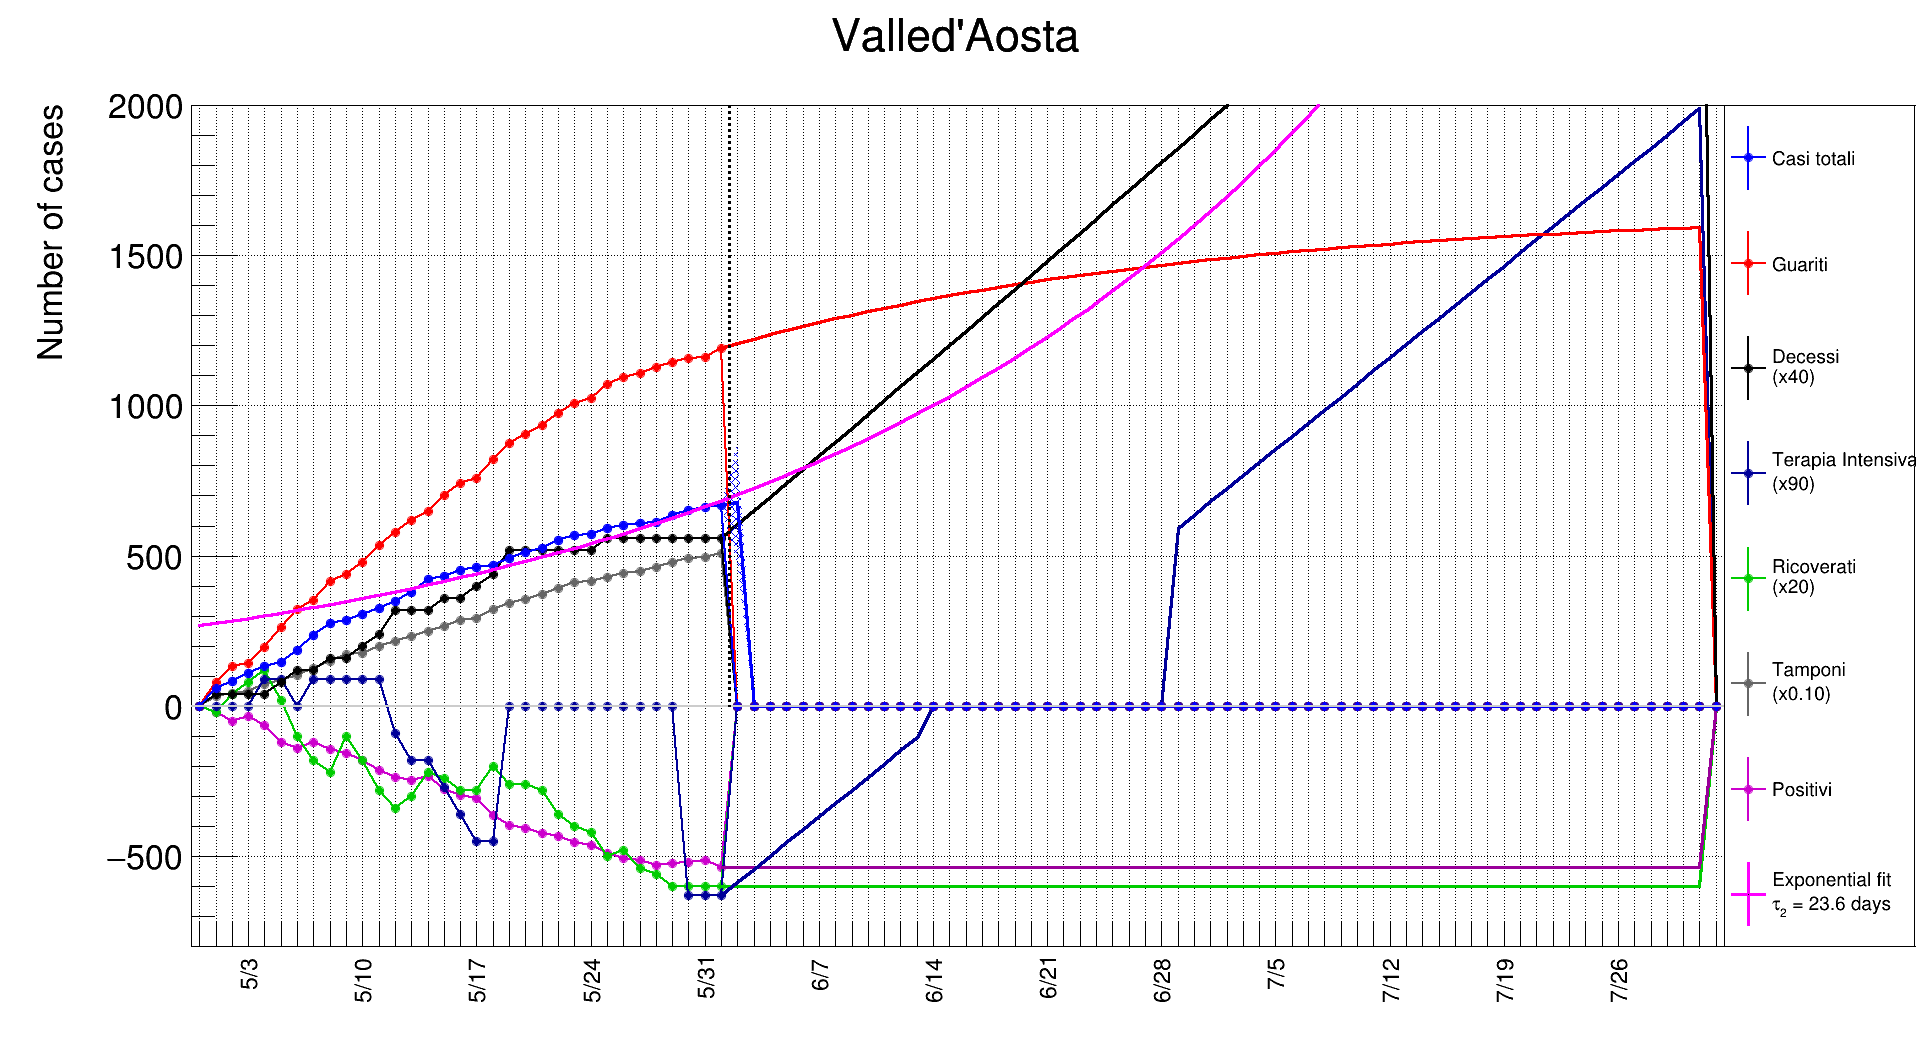 Valled'Aosta
Number of cases
2000
1500
1000
500
0
−500
5/3
5/10
5/17
5/24
5/31
6/7
6/14
6/21
6/28
7/5
7/12
7/19
7/26
Casi totali
Guariti
Decessi
(x40)
Terapia Intensiva
(x90)
Ricoverati
(x20)
Tamponi
(x0.10)
Positivi
Exponential fit
τ2 = 23.6 days